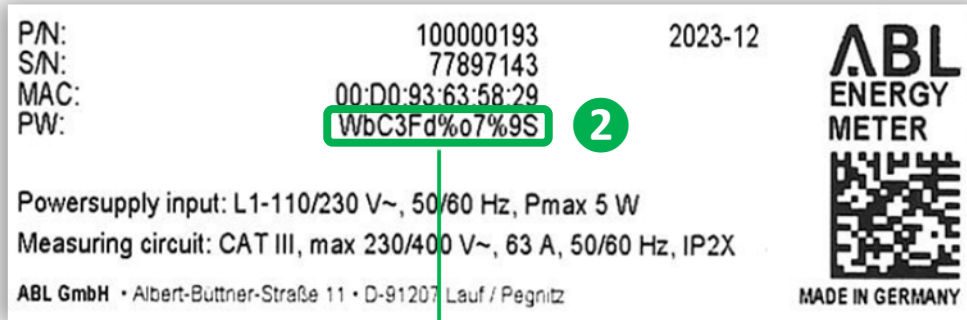 P/N: 100000193 2023-12
S/N: 77897143
MAC: 00:D0:93:63:58:29
PW: WbC3Fd%o7%9S 2
ABL
ENERGY
METER
Powersupply input: L1-110/230 V~, 50/60 Hz, Pmax 5 W
Measuring circuit: CAT III, max 230/400 V~, 63 A, 50/60 Hz, IP2X
ABL GmbH • Albert-Büttner-Straße 11 • D-91207 Lauf / Pegnitz
MADE IN GERMANY